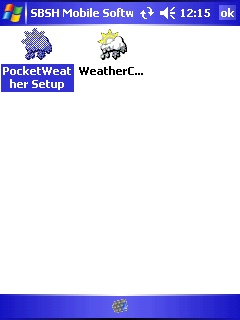 SBSH Mobile Softw 12:15 ok
PocketWeat
her Setup
WeatherC...